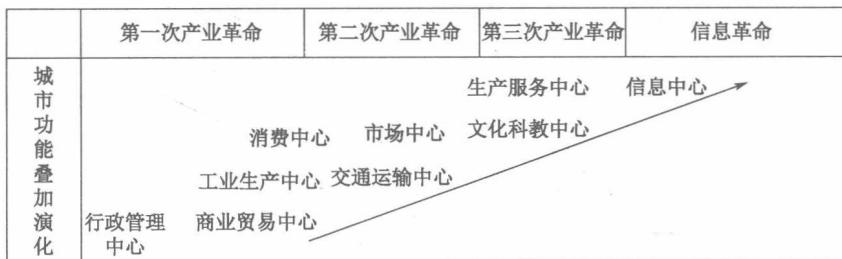 第一次产业革命 第二次产业革命 第三次产业革命 信息革命
城市功能叠加演化
生产服务中心 信息中心
消费中心 市场中心 文化科教中心
工业生产中心 交通运输中心
行政管理中心 商业贸易中心